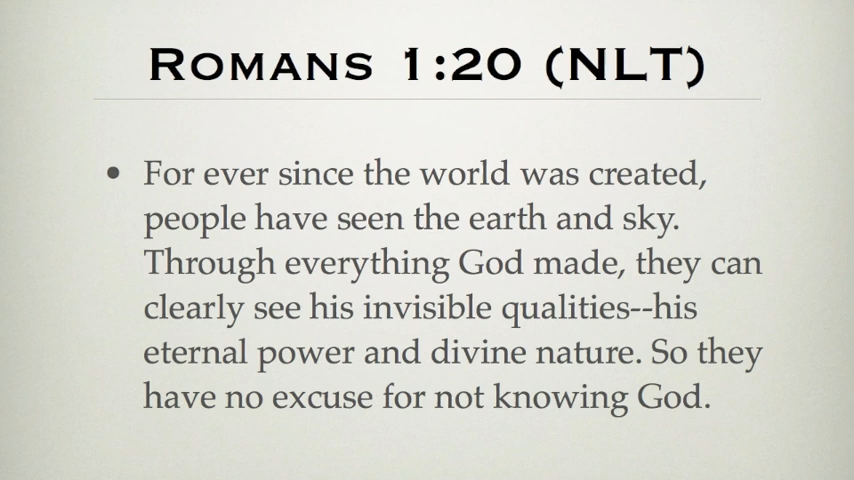 Romans 1:20 (NLT)
• For ever since the world was created,
people have seen the earth and sky.
Through everything God made, they can
clearly see his invisible qualities--his
eternal power and divine nature. So they
have no excuse for not knowing God.